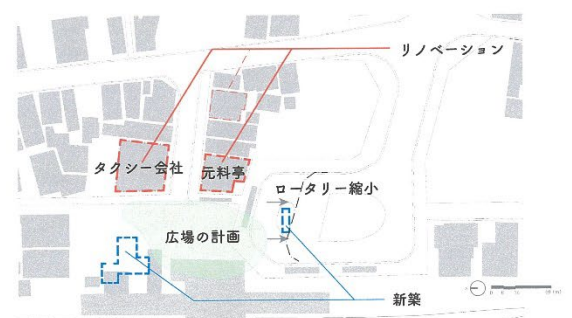 リノベーション
タクシー会社
元料亭
ロータリー縮小
広場の計画
新築